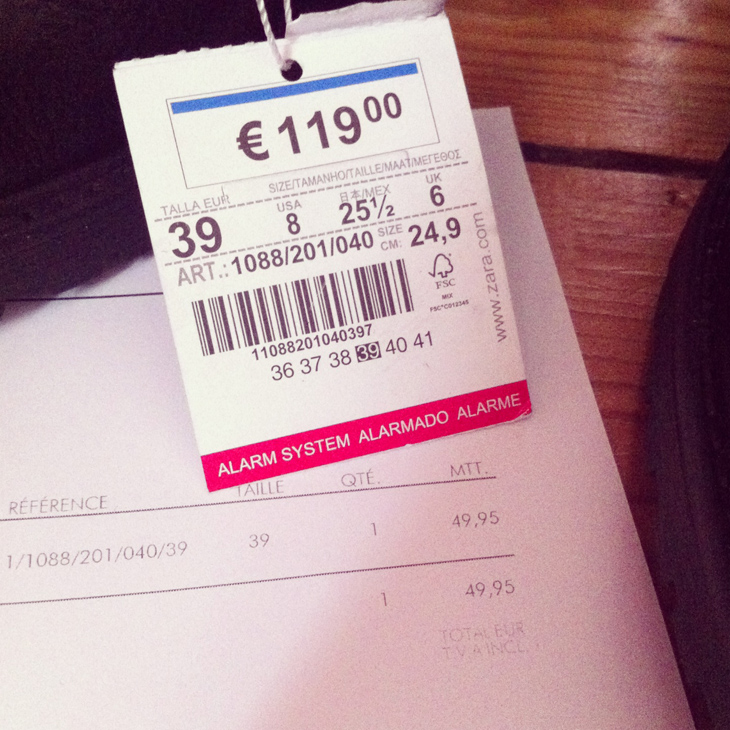 € 119⁰⁰
SIZE/TAMANHO/TAILLE/MAAT/ΜΕΓΕΘΟΣ
TALLA EUR USA 日本/MEX UK
39 8 25½ 6
ART.: 1088/201/040 SIZE CM: 24,9
FSC
MIX
FSC®C012345
11088201040397
36 37 38 39 40 41
www.zara.com
ALARM SYSTEM ALARMADO ALARME
RÉFÉRENCE TAILLE QTÉ. MTT.
1/1088/201/040/39 39 1 49,95
1 49,95
TOTAL EUR
T.V.A INCL.